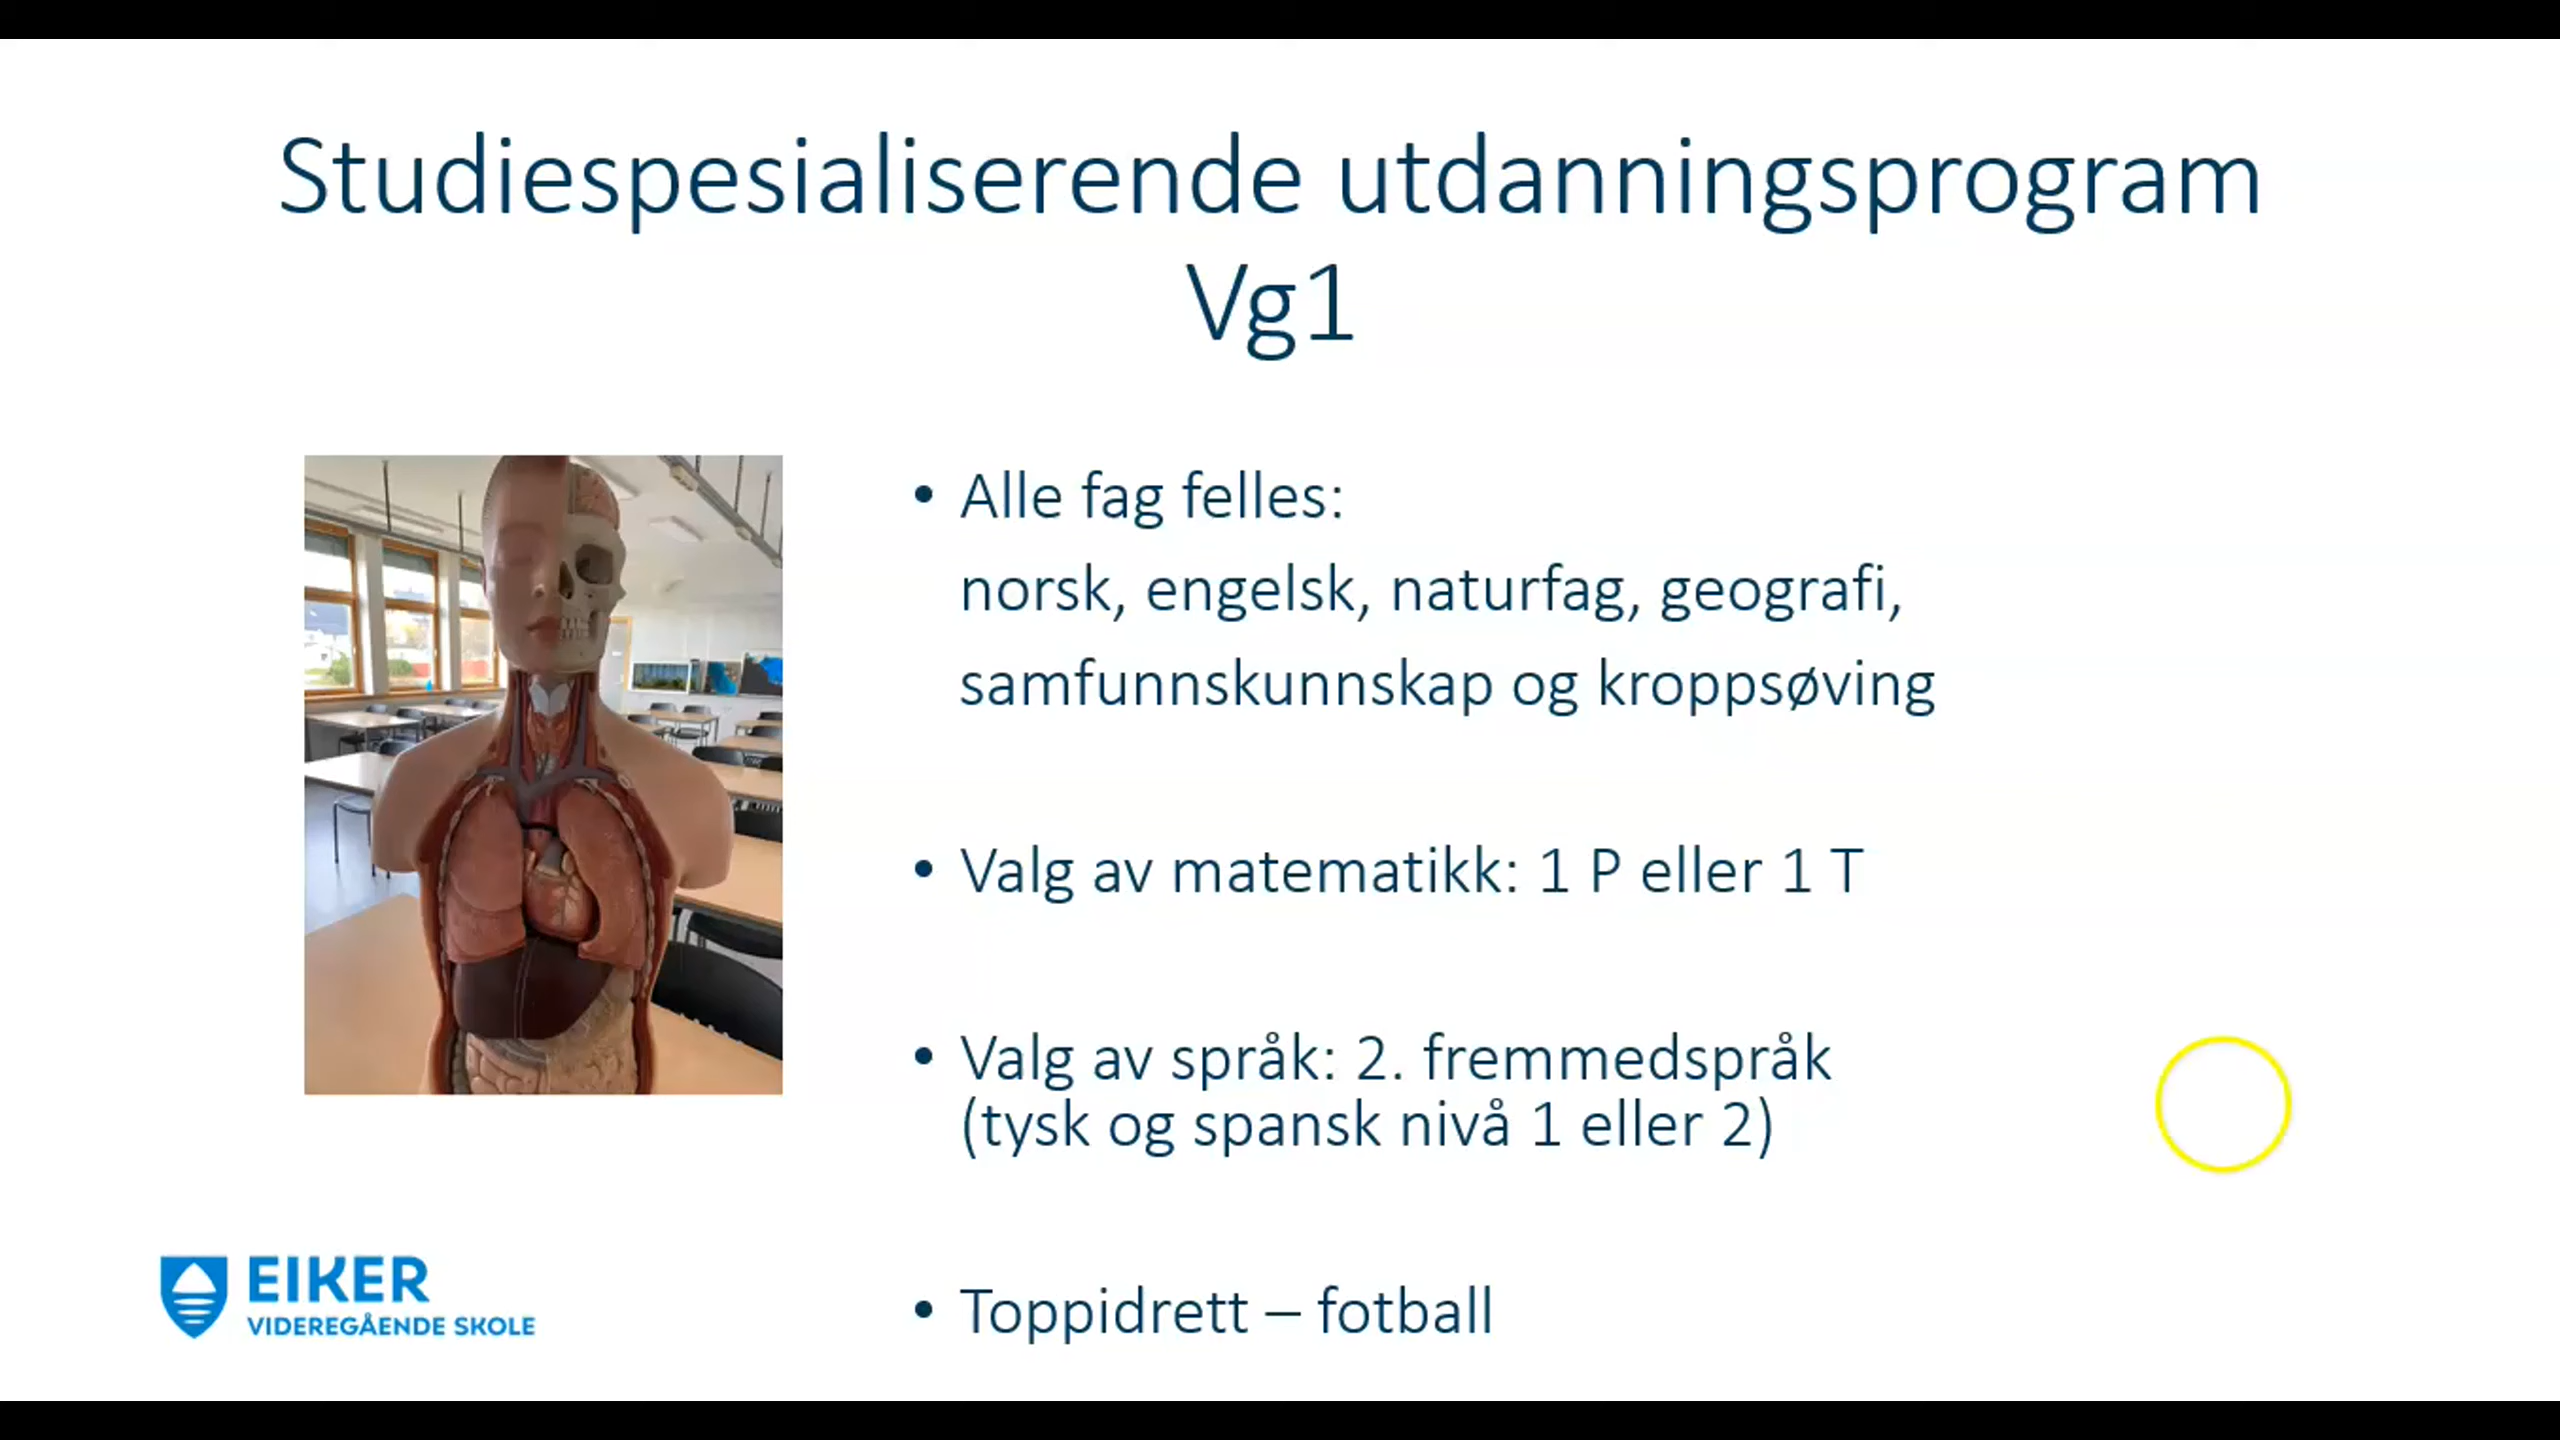 Studiespesialiserende utdanningsprogram
Vg1
• Alle fag felles:
norsk, engelsk, naturfag, geografi,
samfunnskunnskap og kroppsøving
• Valg av matematikk: 1 P eller 1 T
• Valg av språk: 2. fremmedspråk
(tysk og spansk nivå 1 eller 2)
• Toppidrett – fotball
EIKER
VIDEREGÅENDE SKOLE